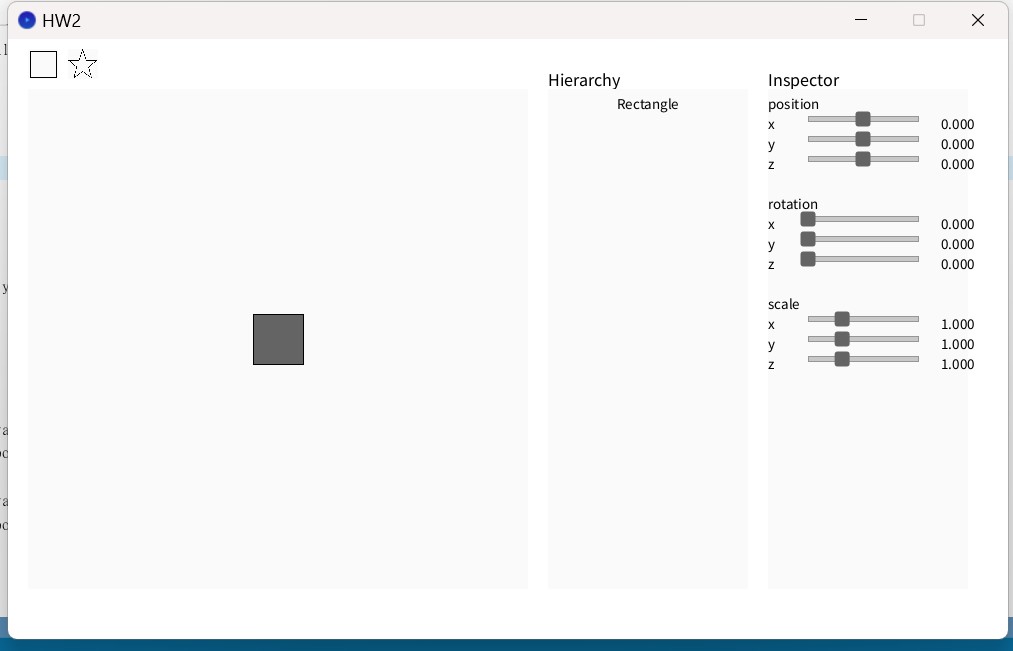 HW2
Hierarchy
Rectangle
Inspector
position
x 0.000
y 0.000
z 0.000
rotation
x 0.000
y 0.000
z 0.000
scale
x 1.000
y 1.000
z 1.000